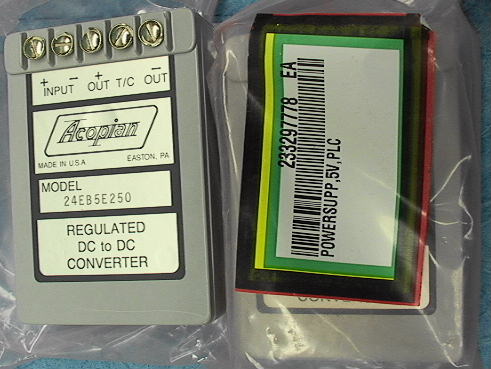 + - + -
INPUT OUT T/C OUT
Acopian
MADE IN U.S.A EASTON, PA
MODEL
24EB5E250
REGULATED
DC to DC
CONVERTER
233297778 EA
POWERSUPP,5V,PLC